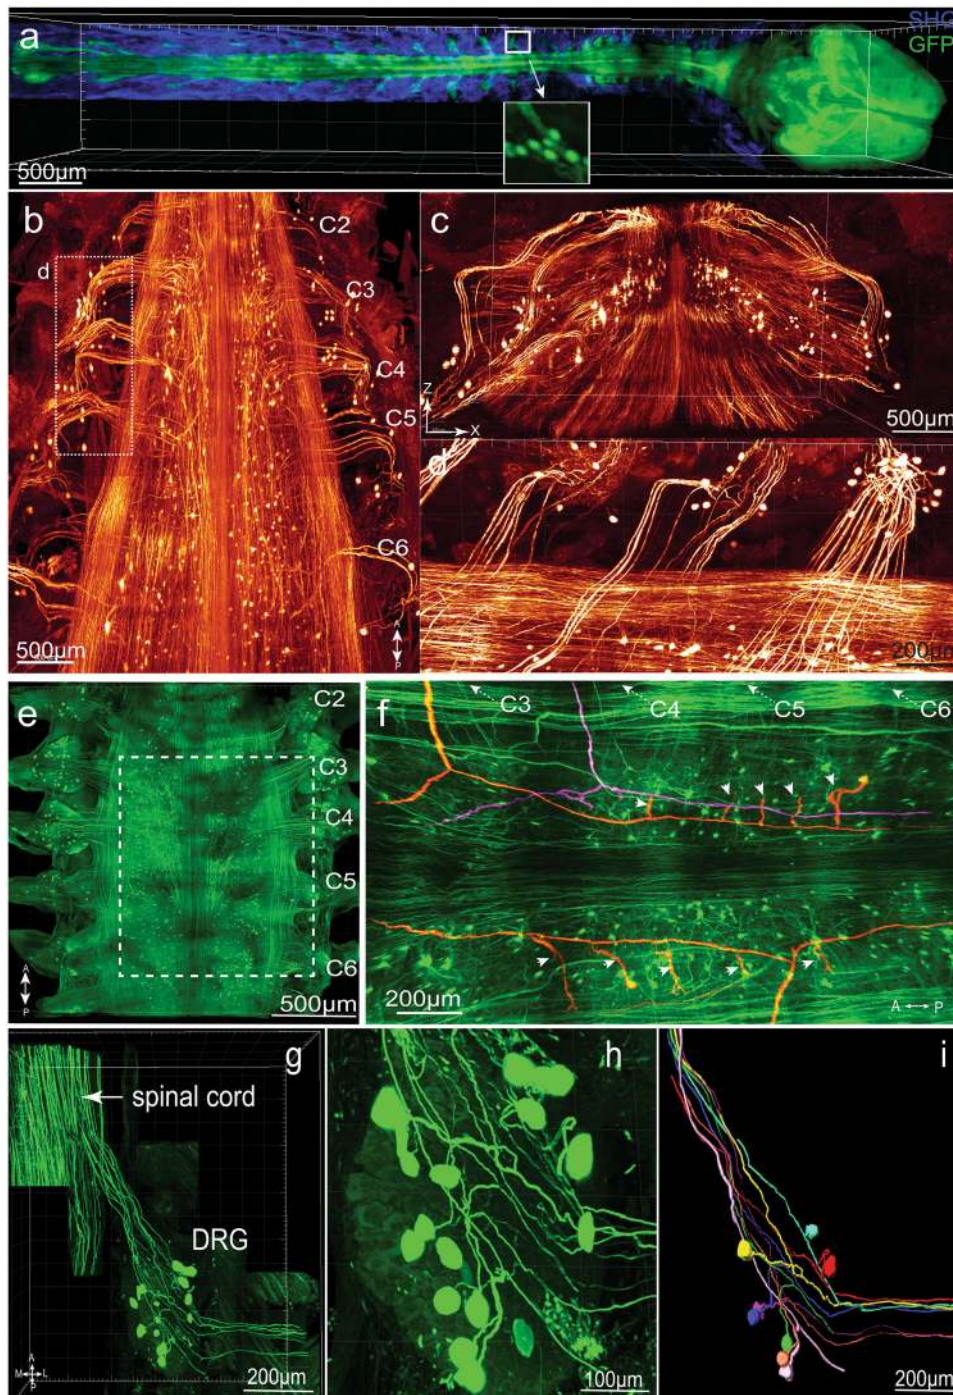 a
SHG
GFP
500μm
b
C2
d
C3
C4
C5
C6
500μm
A
P
c
Z
X
500μm
d
200μm
e
C2
C3
C4
C5
C6
A
P
500μm
f
C3
C4
C5
C6
200μm
A P
g
spinal cord
DRG
A
M L
P
200μm
h
100μm
i
200μm